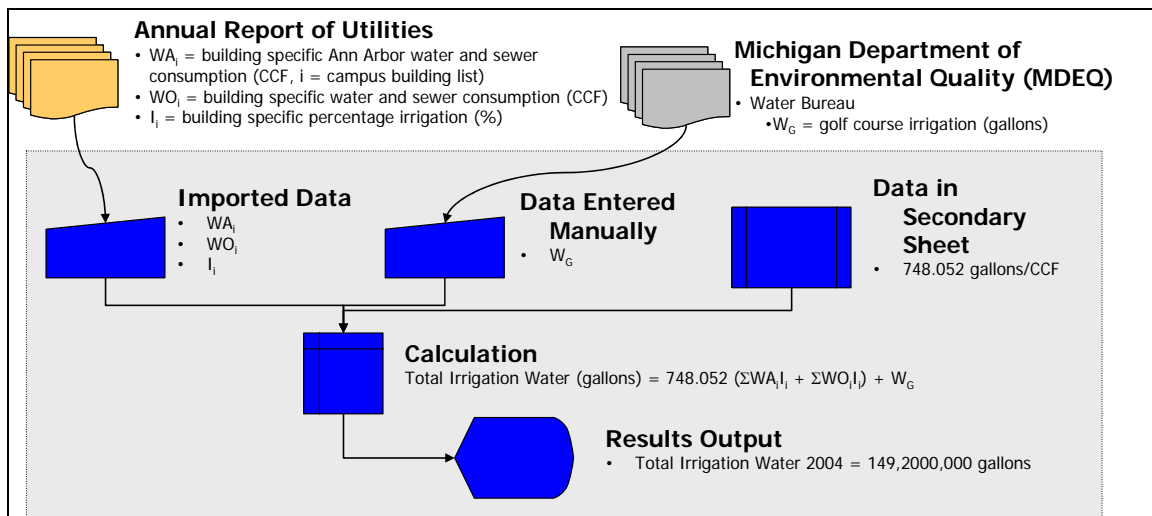 Annual Report of Utilities
• WAi = building specific Ann Arbor water and sewer
consumption (CCF, i = campus building list)
• WOi = building specific water and sewer consumption (CCF)
• Ii = building specific percentage irrigation (%)
Michigan Department of
Environmental Quality (MDEQ)
• Water Bureau
•WG = golf course irrigation (gallons)
Imported Data
• WAi
• WOi
• Ii
Data Entered
Manually
• WG
Data in
Secondary
Sheet
• 748.052 gallons/CCF
Calculation
Total Irrigation Water (gallons) = 748.052 (ΣWAiIi + ΣWOiIi) + WG
Results Output
• Total Irrigation Water 2004 = 149,2000,000 gallons